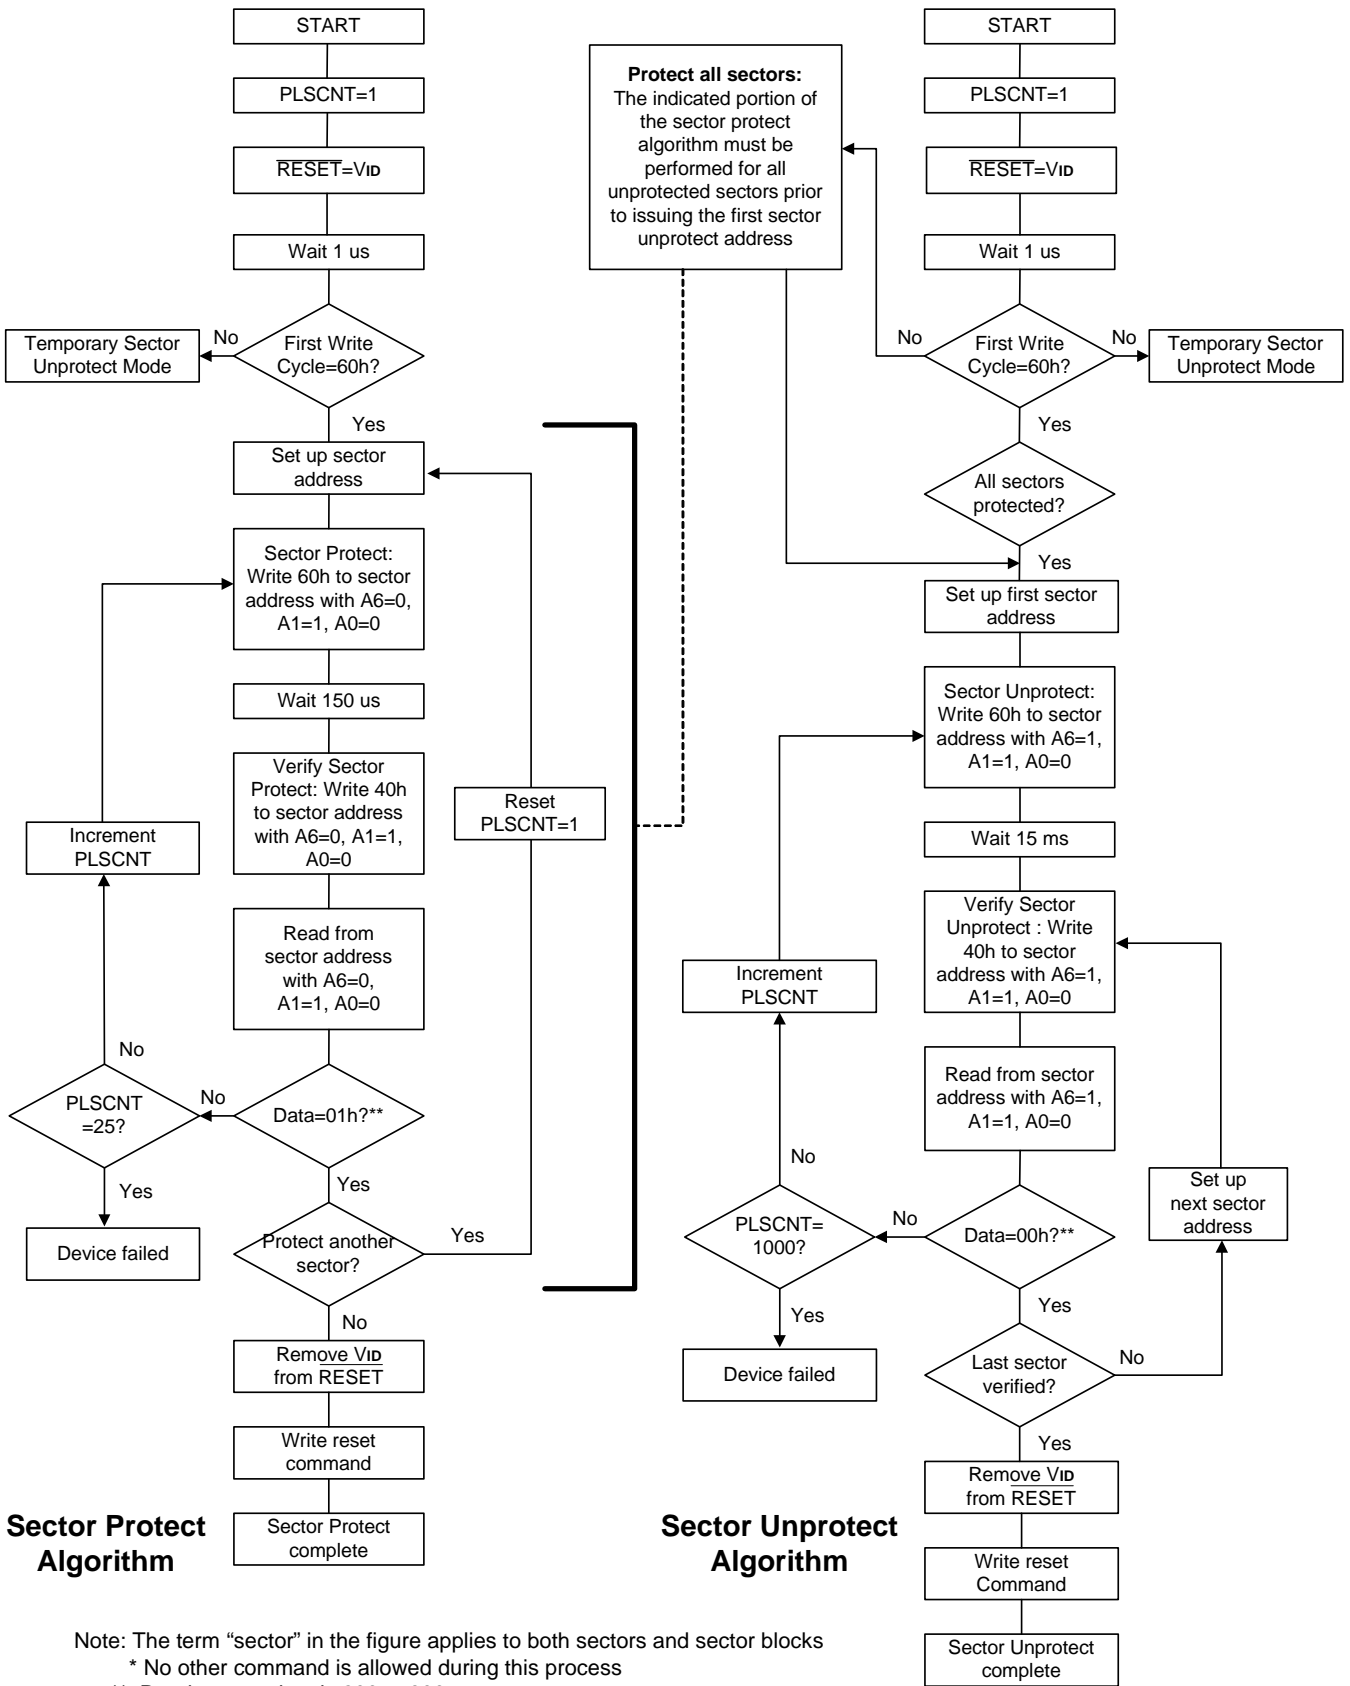 START
PLSCNT=1
RESET=VID
Wait 1 us
First Write
Cycle=60h?
No
Temporary Sector
Unprotect Mode
Yes
Set up sector
address
Sector Protect:
Write 60h to sector
address with A6=0,
A1=1, A0=0
Wait 150 us
Verify Sector
Protect: Write 40h
to sector address
with A6=0, A1=1,
A0=0
Reset
PLSCNT=1
Increment
PLSCNT
Read from
sector address
with A6=0,
A1=1, A0=0
No
PLSCNT
=25?
No
Data=01h?**
Yes
Device failed
Yes
Protect another
sector?
Yes
No
Remove VID
from RESET
Write reset
command
Sector Protect
complete
Sector Protect
Algorithm
Protect all sectors:
The indicated portion of
the sector protect
algorithm must be
performed for all
unprotected sectors prior
to issuing the first sector
unprotect address
START
PLSCNT=1
RESET=VID
Wait 1 us
No
First Write
Cycle=60h?
No
Temporary Sector
Unprotect Mode
Yes
All sectors
protected?
Yes
Set up first sector
address
Sector Unprotect:
Write 60h to sector
address with A6=1,
A1=1, A0=0
Wait 15 ms
Verify Sector
Unprotect : Write
40h to sector
address with A6=1,
A1=1, A0=0
Increment
PLSCNT
Read from sector
address with A6=1,
A1=1, A0=0
No
PLSCNT=
1000?
No
Data=00h?**
Set up
next sector
address
Yes
Device failed
Yes
Last sector
verified?
No
Yes
Remove VID
from RESET
Write reset
Command
Sector Unprotect
complete
Sector Unprotect
Algorithm
Note: The term “sector” in the figure applies to both sectors and sector blocks
* No other command is allowed during this process